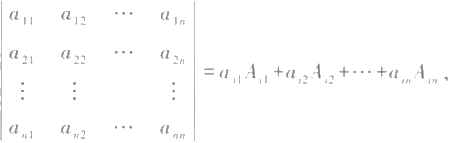 | a₁₁ a₁₂ ⋯ a₁ₙ |
| a₂₁ a₂₂ ⋯ a₂ₙ |
| ⋮ ⋮ ⋮ | = aᵢ₁Aᵢ₁ + aᵢ₂Aᵢ₂ + ⋯ + aᵢₙAᵢₙ ,
| aₙ₁ aₙ₂ ⋯ aₙₙ |